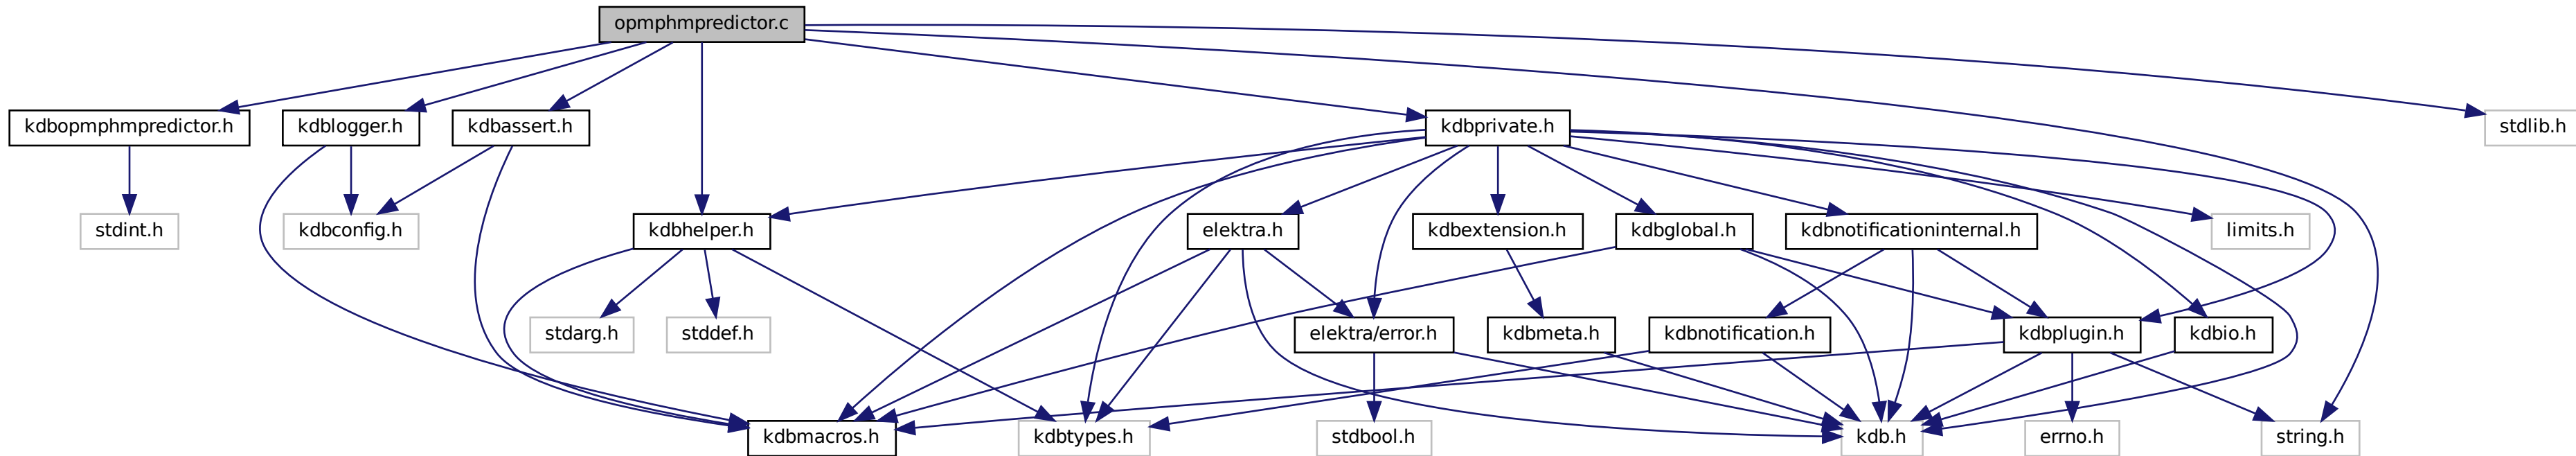 opmphmpredictor.c
kdbopmphmpredictor.h
kdblogger.h
kdbassert.h
kdbprivate.h
stdlib.h
stdint.h
kdbconfig.h
kdbhelper.h
elektra.h
kdbextension.h
kdbglobal.h
kdbnotificationinternal.h
limits.h
stdarg.h
stddef.h
elektra/error.h
kdbmeta.h
kdbnotification.h
kdbplugin.h
kdbio.h
kdbmacros.h
kdbtypes.h
stdbool.h
kdb.h
errno.h
string.h